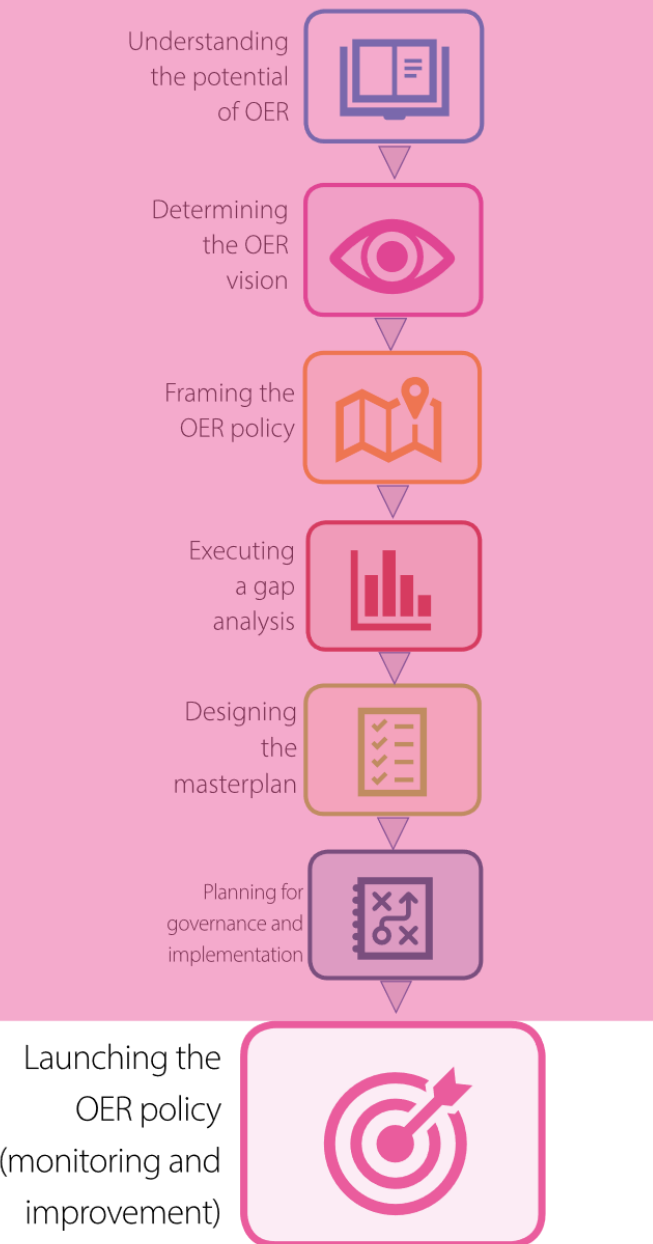 Understanding
the potential
of OER
Determining
the OER
vision
Framing the
OER policy
Executing
a gap
analysis
Designing
the
masterplan
Planning for
governance and
implementation
Launching the
OER policy
(monitoring and
improvement)